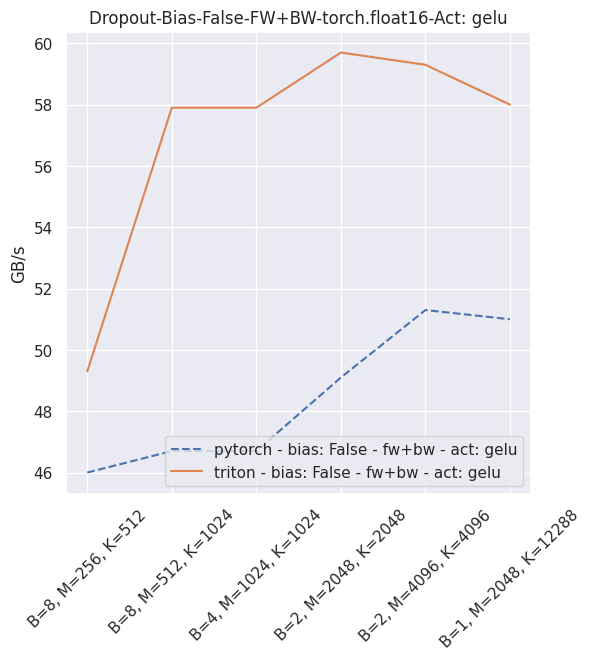 Dropout-Bias-False-FW+BW-torch.float16-Act: gelu
60
58
56
54
52
50
48
46
GB/s
pytorch - bias: False - fw+bw - act: gelu
triton - bias: False - fw+bw - act: gelu
B=8, M=256, K=512
B=8, M=512, K=1024
B=4, M=1024, K=1024
B=2, M=2048, K=2048
B=2, M=4096, K=4096
B=1, M=2048, K=12288